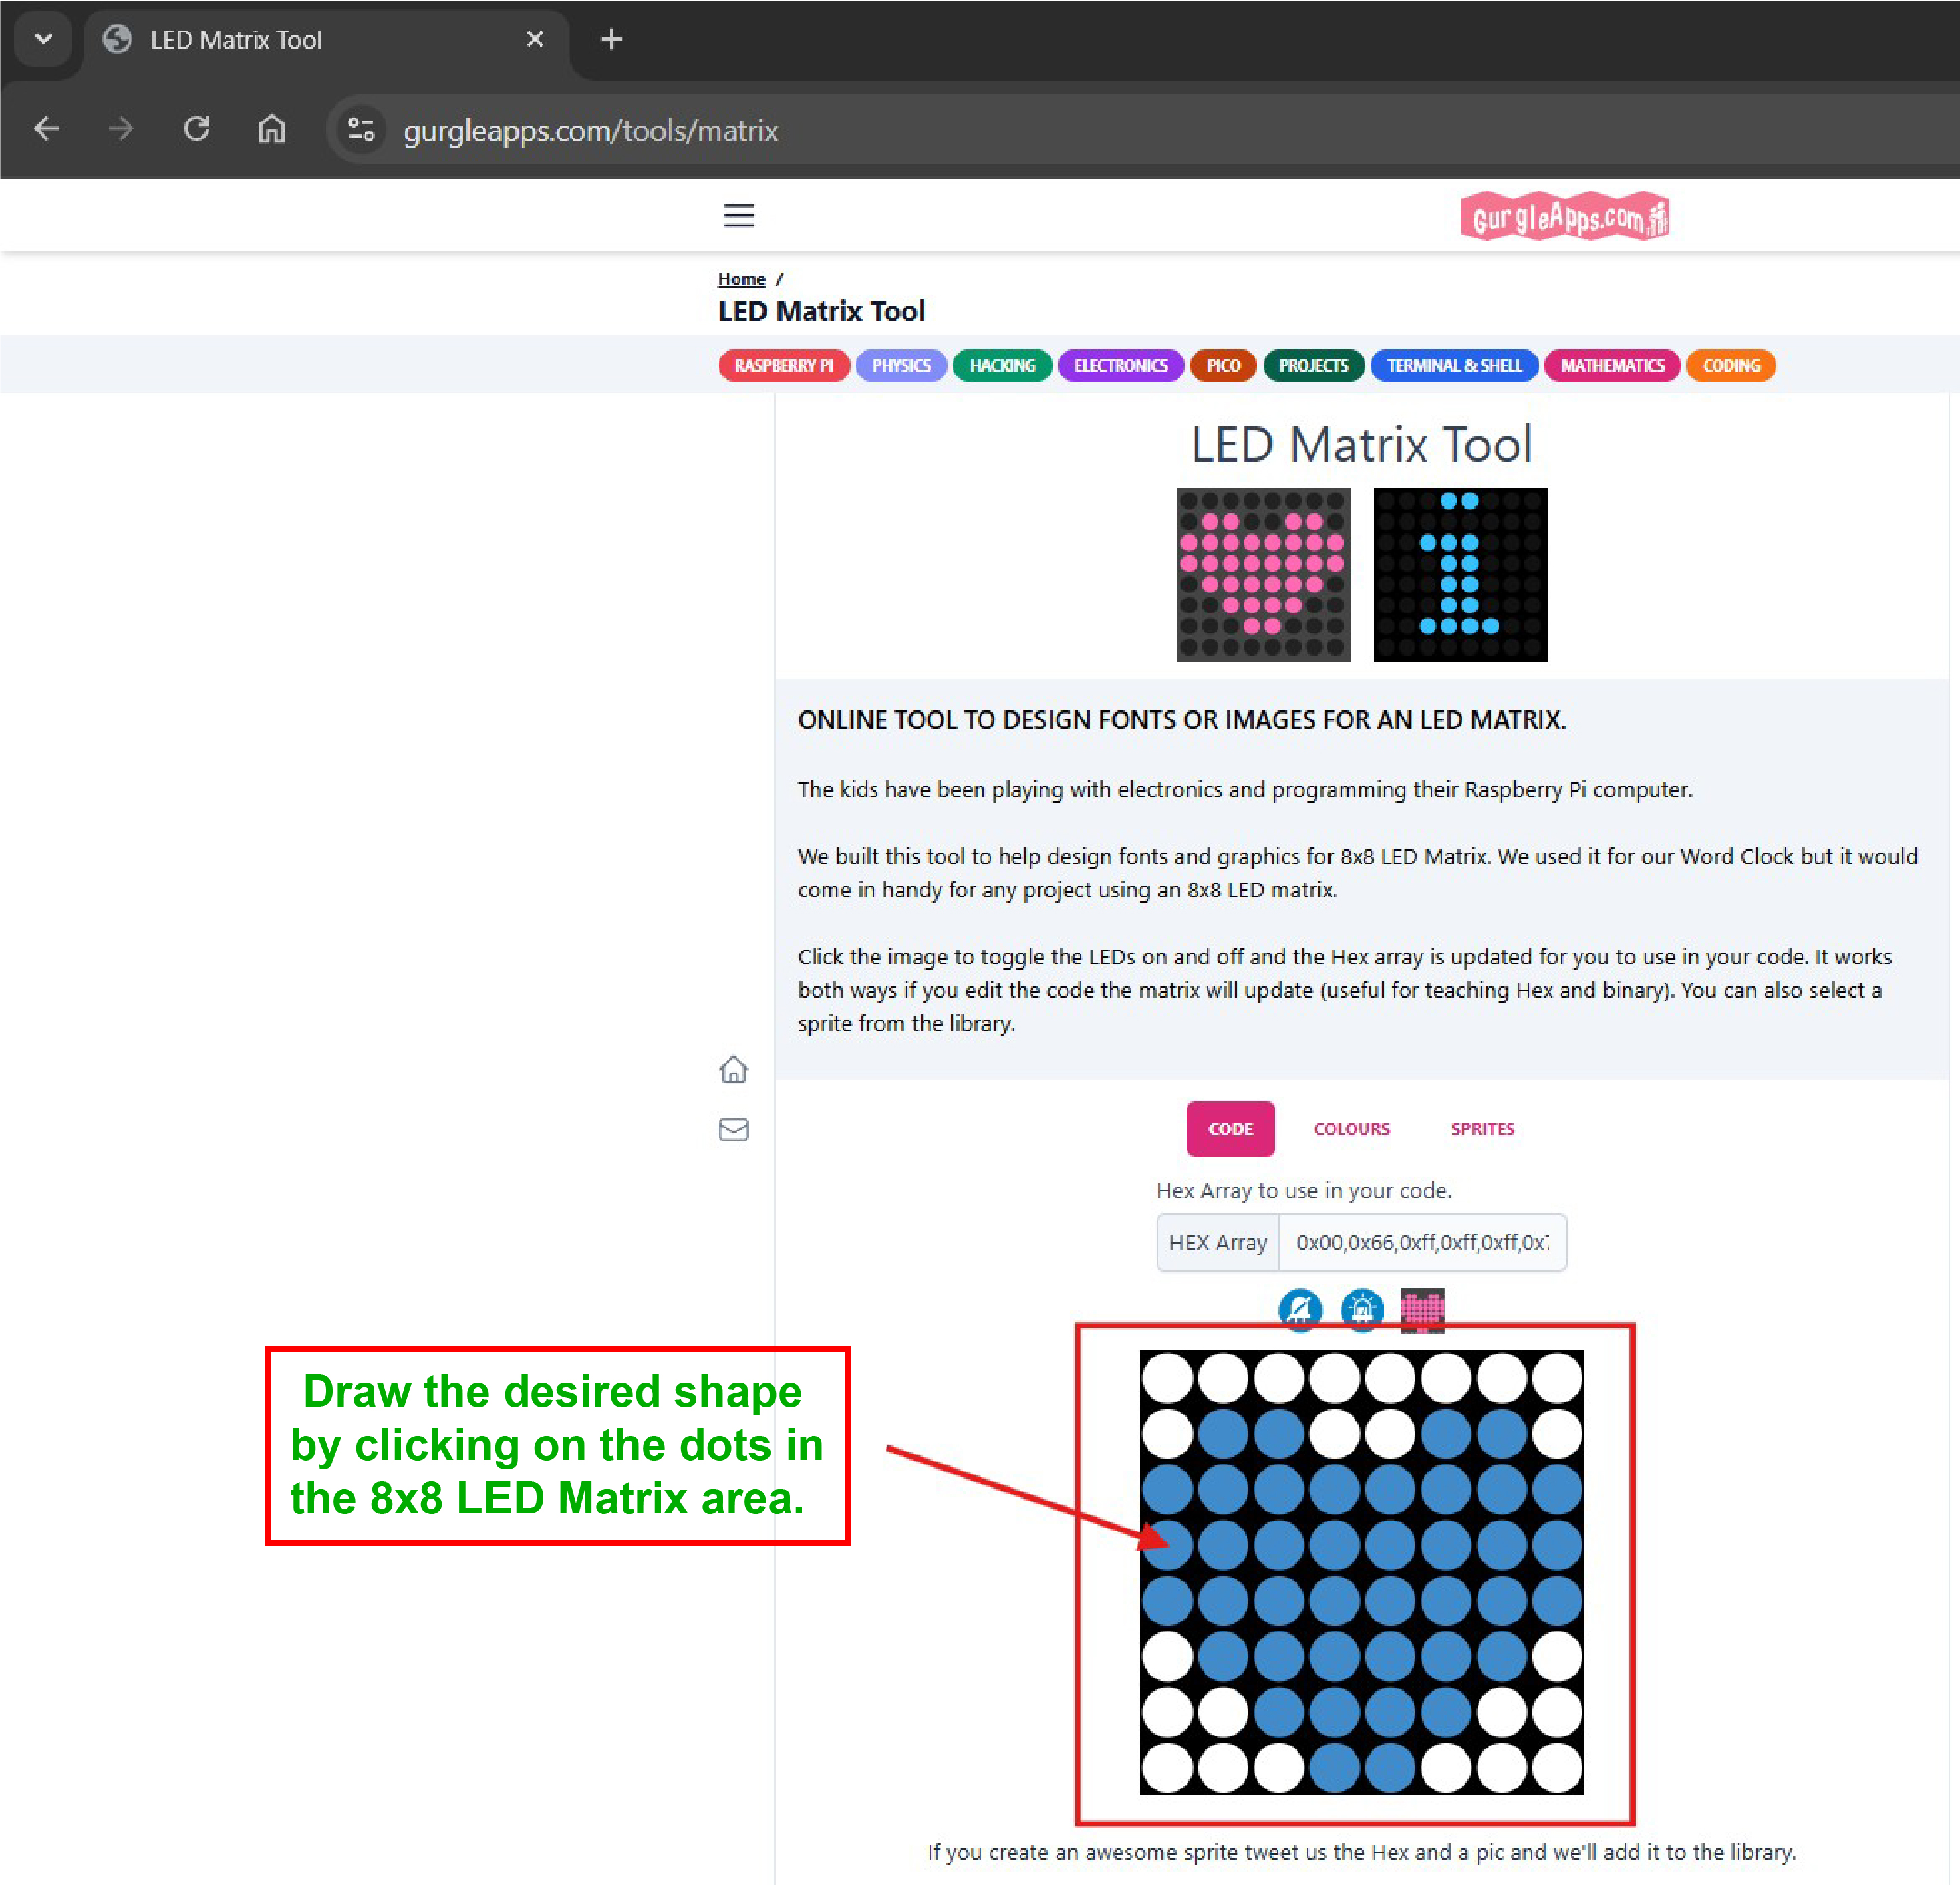 LED Matrix Tool
gurgleapps.com/tools/matrix
GurgleApps.com
Home /
LED Matrix Tool
RASPBERRY PI PHYSICS HACKING ELECTRONICS PICO PROJECTS TERMINAL & SHELL MATHEMATICS CODING
LED Matrix Tool
ONLINE TOOL TO DESIGN FONTS OR IMAGES FOR AN LED MATRIX.
The kids have been playing with electronics and programming their Raspberry Pi computer.
We built this tool to help design fonts and graphics for 8x8 LED Matrix. We used it for our Word Clock but it would
come in handy for any project using an 8x8 LED matrix.
Click the image to toggle the LEDs on and off and the Hex array is updated for you to use in your code. It works
both ways if you edit the code the matrix will update (useful for teaching Hex and binary). You can also select a
sprite from the library.
CODE COLOURS SPRITES
Hex Array to use in your code.
HEX Array 0x00,0x66,0xff,0xff,0xff,0x
Draw the desired shape
by clicking on the dots in
the 8x8 LED Matrix area.
If you create an awesome sprite tweet us the Hex and a pic and we'll add it to the library.